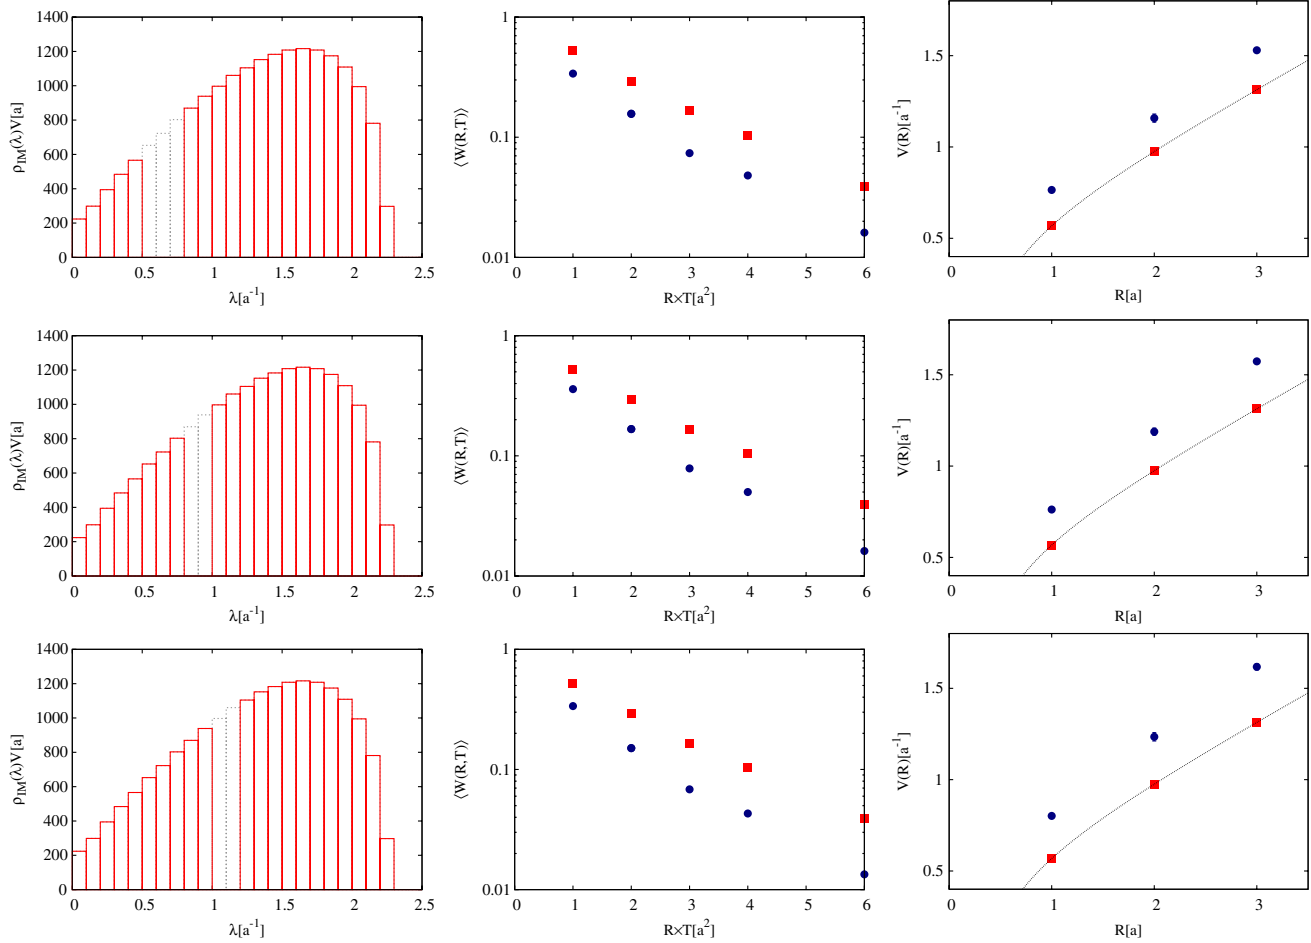 1400
1200
1000
800
600
400
200
0
ρIM(λ)V[a]
0 0.5 1 1.5 2 2.5
λ[a-1]
1
0.1
0.01
⟨W(R,T)⟩
0 1 2 3 4 5 6
R×T[a2]
1.5
1
0.5
V(R)[a-1]
0 1 2 3
R[a]
1400
1200
1000
800
600
400
200
0
ρIM(λ)V[a]
0 0.5 1 1.5 2 2.5
λ[a-1]
1
0.1
0.01
⟨W(R,T)⟩
0 1 2 3 4 5 6
R×T[a2]
1.5
1
0.5
V(R)[a-1]
0 1 2 3
R[a]
1400
1200
1000
800
600
400
200
0
ρIM(λ)V[a]
0 0.5 1 1.5 2 2.5
λ[a-1]
1
0.1
0.01
⟨W(R,T)⟩
0 1 2 3 4 5 6
R×T[a2]
1.5
1
0.5
V(R)[a-1]
0 1 2 3
R[a]